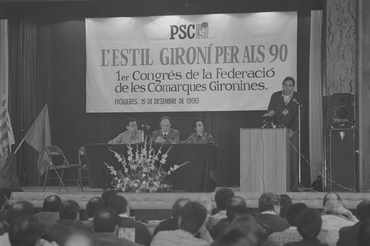 PSC
L'ESTIL GIRONÍ PER ALS 90
1er Congrés de la Federació
de les Comarques Gironines.
FIGUERES, 15 DE DESEMBRE DE 1990